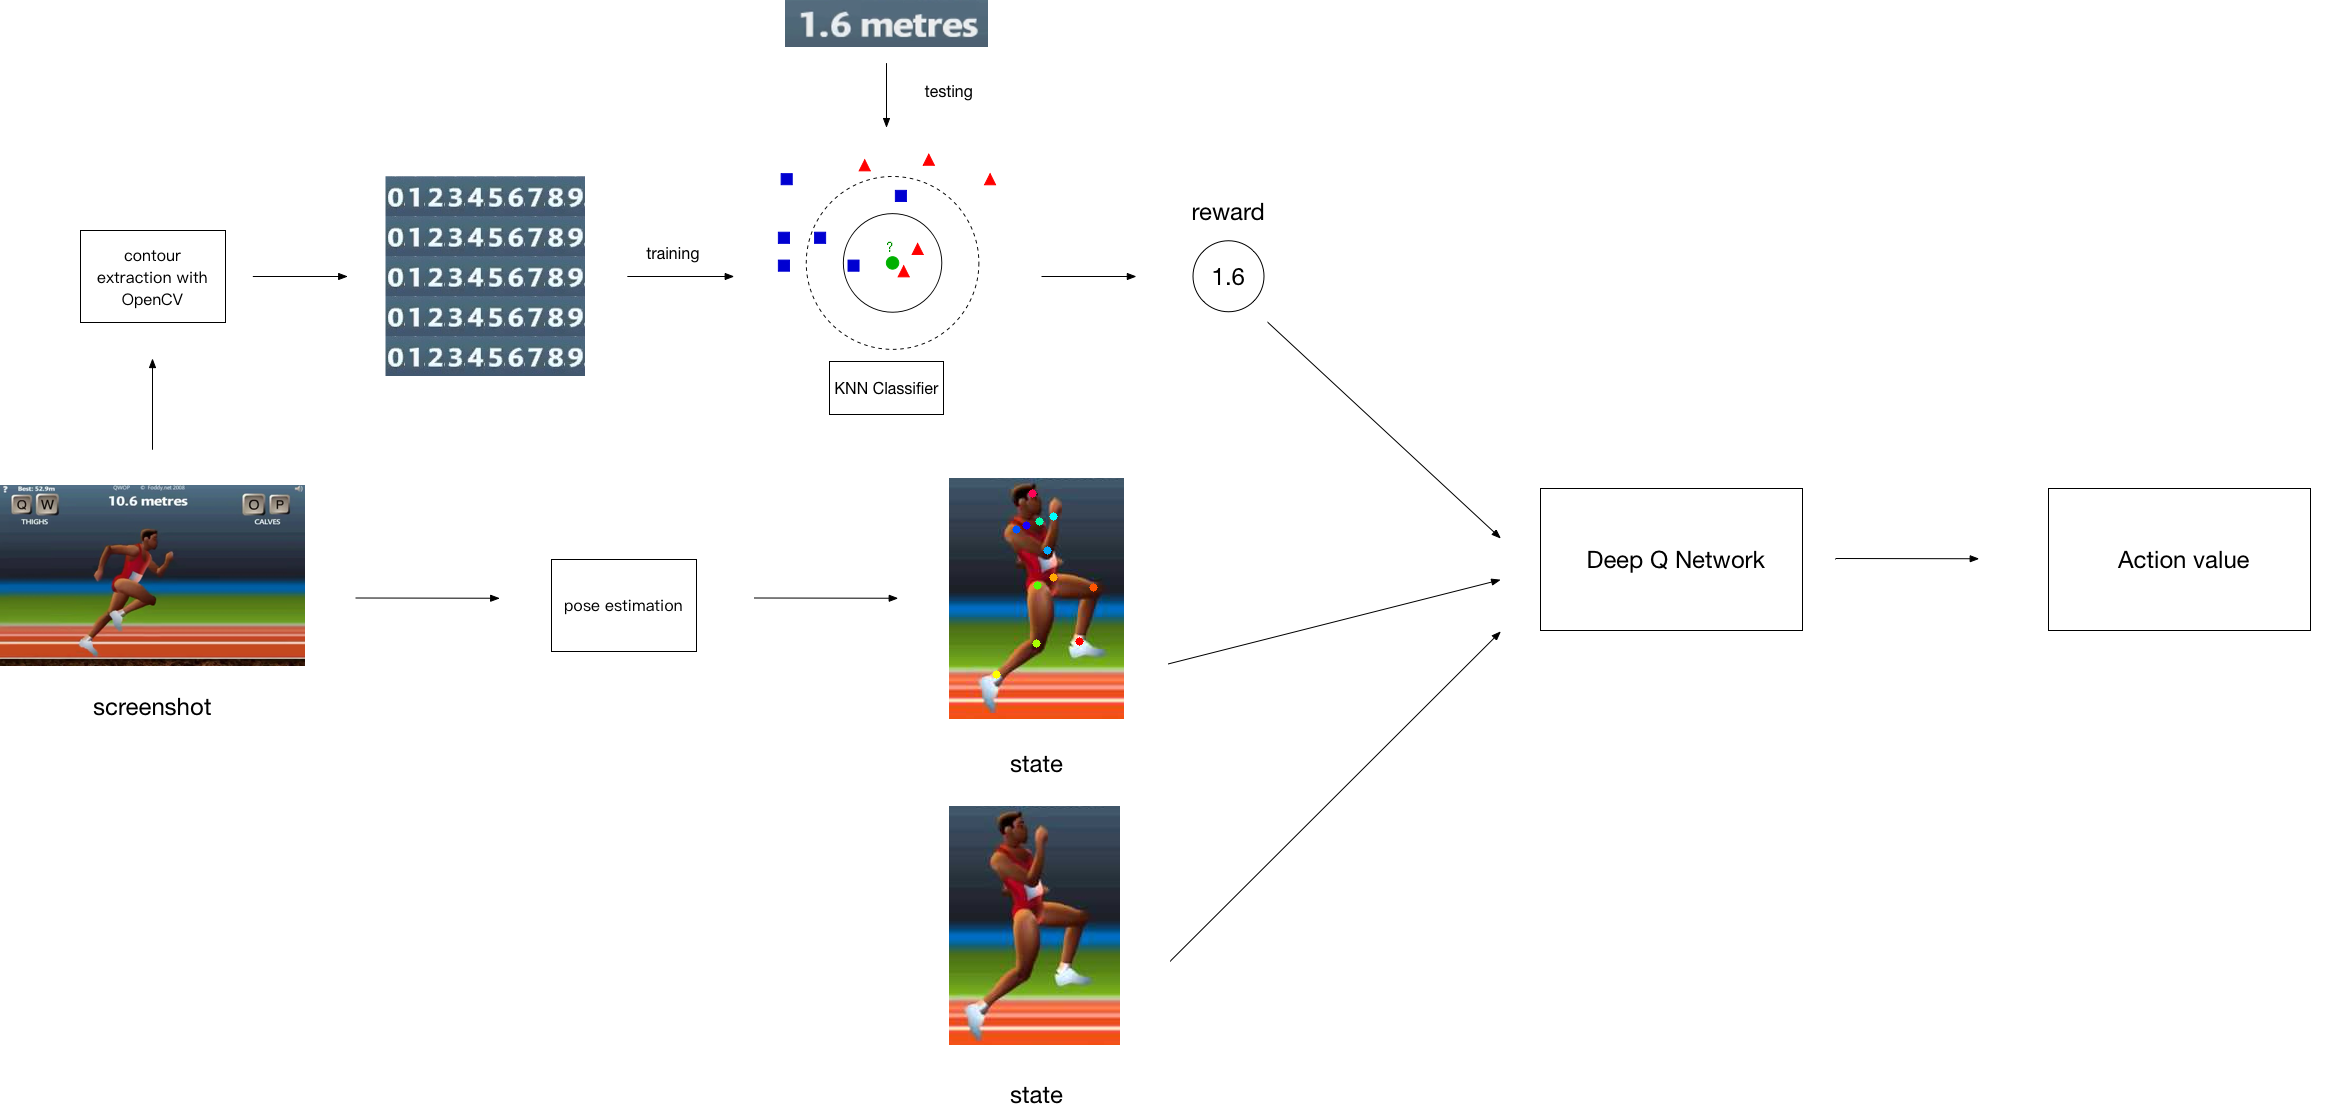 1.6 metres
testing
0123456789
0123456789
0123456789
0123456789
0123456789
training
?
KNN Classifier
reward
1.6
contour
extraction with
OpenCV
? Best: 52.9m
QWOP © Foddy.net 2008
10.6 metres
Q W
THIGHS
O P
CALVES
screenshot
pose estimation
state
state
Deep Q Network
Action value